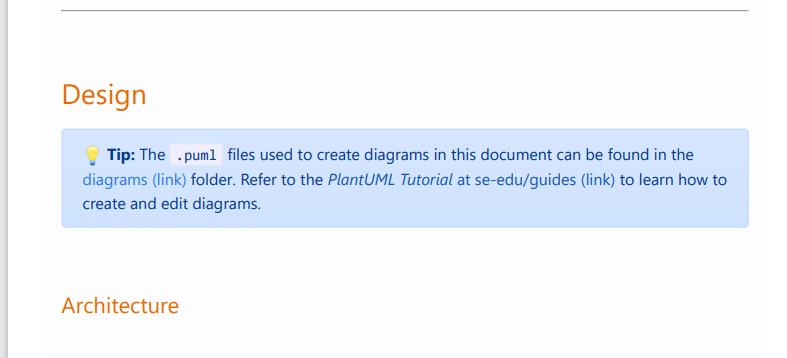 Design
💡 Tip: The .puml files used to create diagrams in this document can be found in the
diagrams (link) folder. Refer to the PlantUML Tutorial at se-edu/guides (link) to learn how to
create and edit diagrams.
Architecture